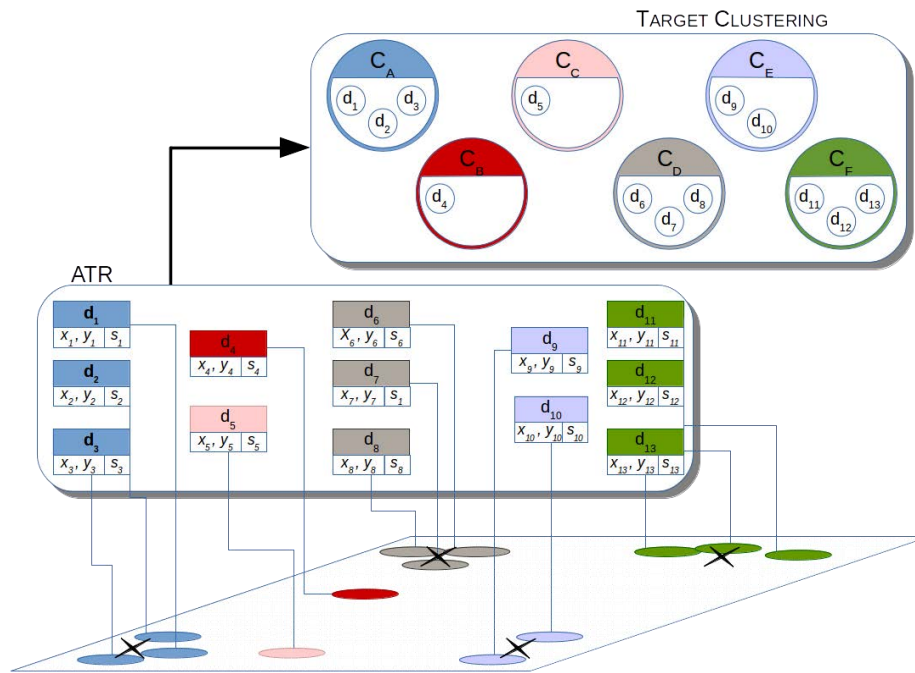 TARGET CLUSTERING
C_A
C_C
C_E
d_1 d_3
d_2
d_5
d_9
d_10
C_B
C_D
C_F
d_4
d_6 d_8
d_7
d_11 d_13
d_12
ATR
d_1
x_1, y_1 s_1
d_2
x_2, y_2 s_2
d_3
x_3, y_3 s_3
d_4
x_4, y_4 s_4
d_5
x_5, y_5 s_5
d_6
X_6, y_6 s_6
d_7
x_7, y_7 s_1
d_8
x_8, y_8 s_8
d_9
x_9, y_9 s_9
d_10
x_10, y_10 s_10
d_11
x_11, y_11 s_11
d_12
x_12, y_12 s_12
d_13
x_13, y_13 s_13